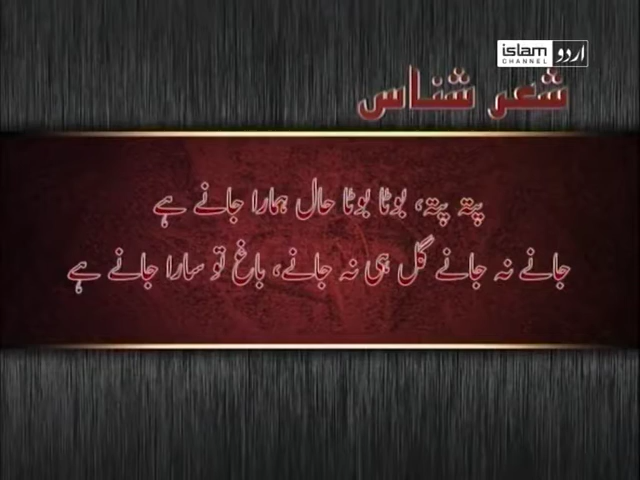 islam
CHANNEL
اردو
شعر شناس
پتہ پتہ، بوٹا بوٹا حال ہمارا جانے ہے
جانے نہ جانے گل ہی نہ جانے، باغ تو سارا جانے ہے